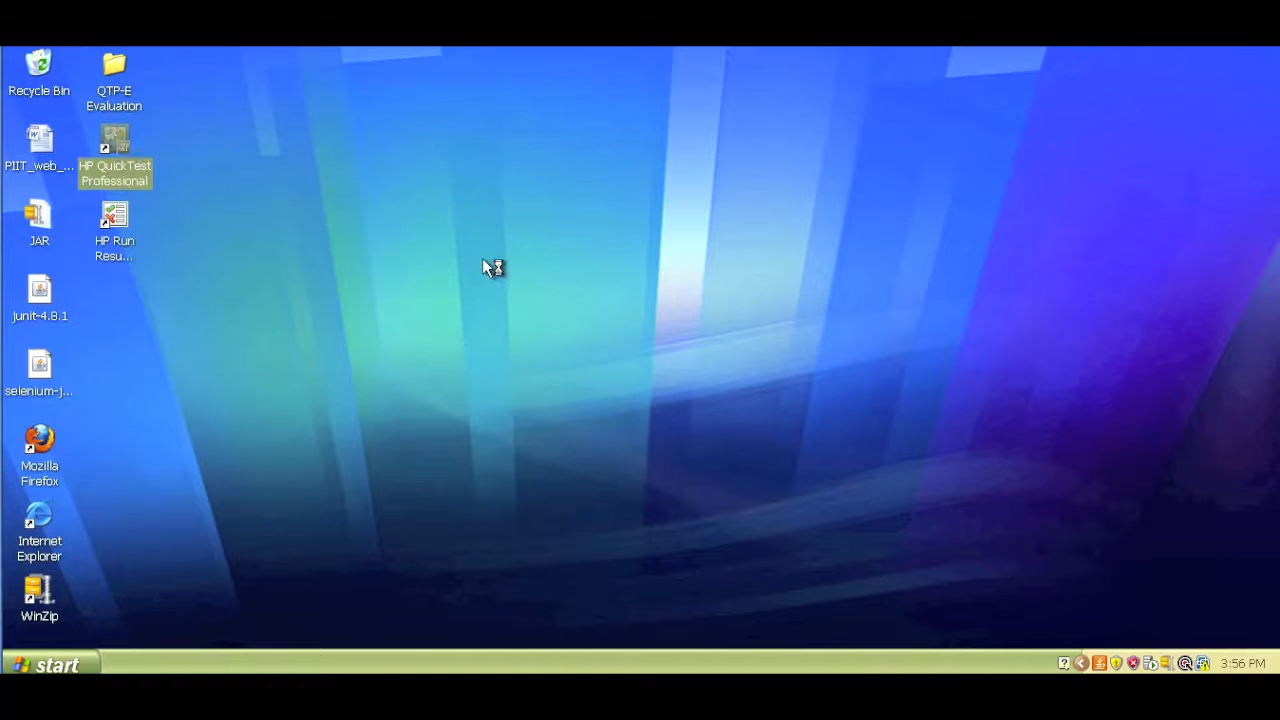 Recycle Bin
QTP-E
Evaluation
PIIT_web_...
HP QuickTest
Professional
JAR
HP Run
Resu...
junit-4.8.1
selenium-j...
Mozilla
Firefox
Internet
Explorer
WinZip
start
3:56 PM